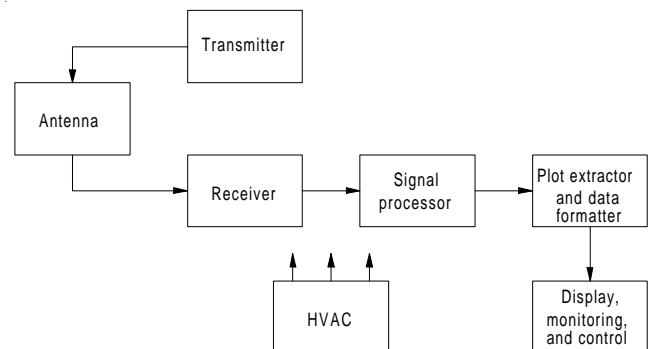 Transmitter
Antenna
Receiver
Signal
processor
Plot extractor
and data
formatter
HVAC
Display,
monitoring,
and control